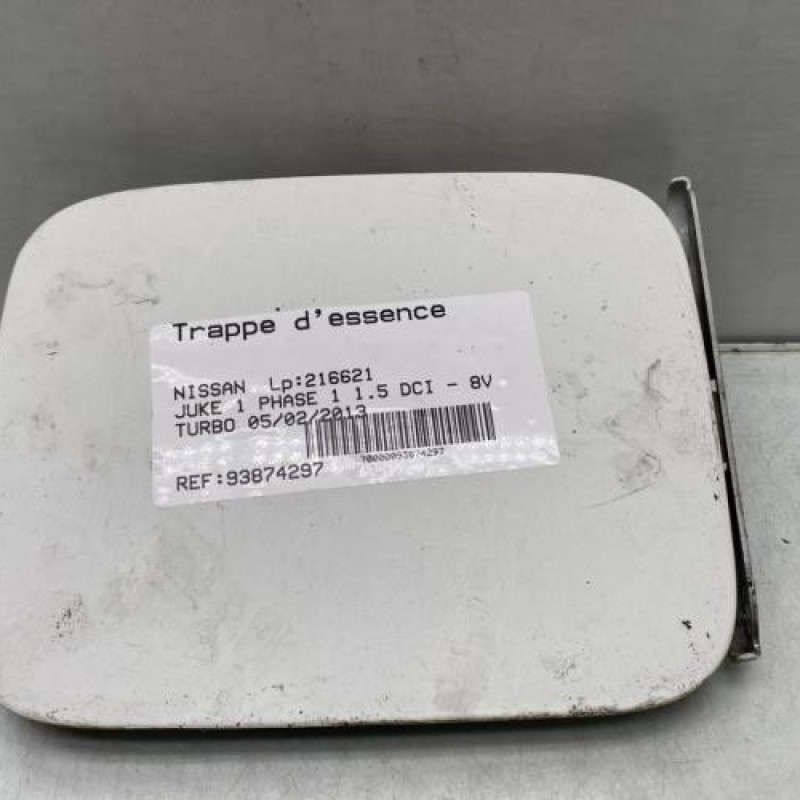 Trappe d'essence
NISSAN Lp:216621
JUKE 1 PHASE 1 1.5 DCI - 8V
TURBO 05/02/2013
REF:93874297
70000093874297